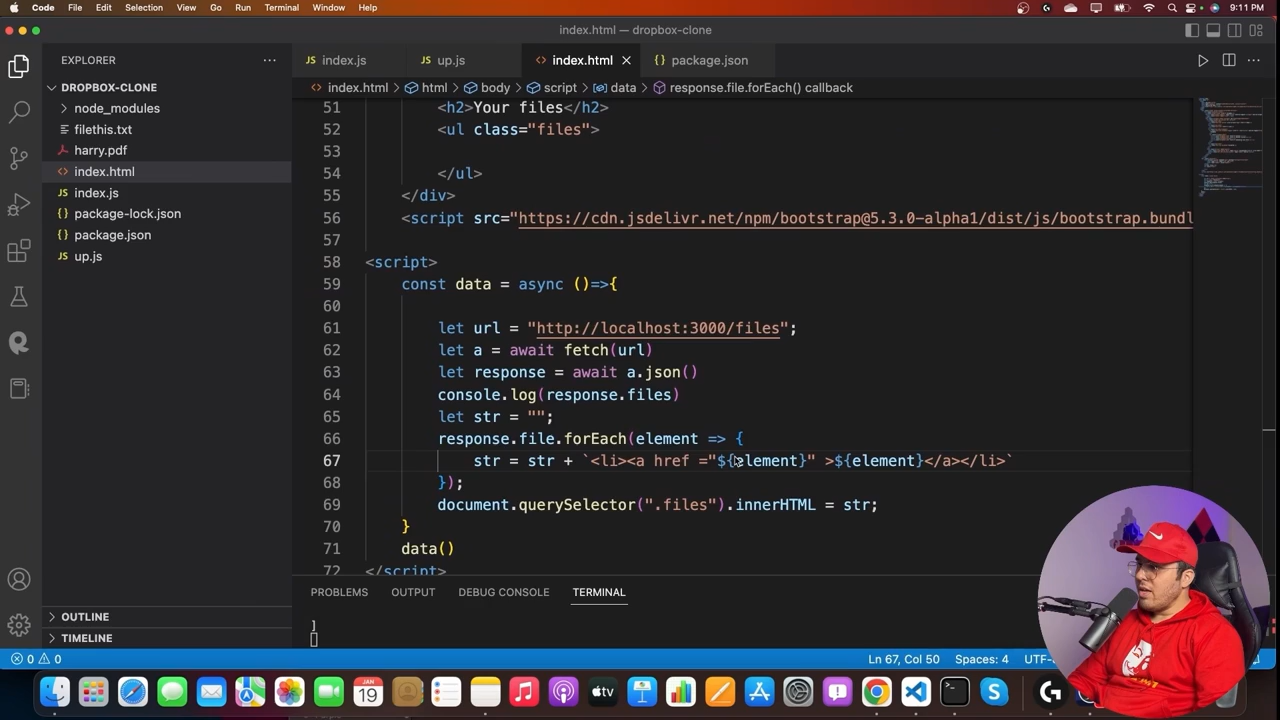 Code File Edit Selection View Go Run Terminal Window Help 9:11 PM
index.html — dropbox-clone
EXPLORER
DROPBOX-CLONE
node_modules
filethis.txt
harry.pdf
index.html
JS index.js
package-lock.json
package.json
JS up.js
OUTLINE
TIMELINE
JS index.js JS up.js index.html package.json
index.html > html > body > script > data > response.file.forEach() callback
51 <h2>Your files</h2>
52 <ul class="files">
53
54 </ul>
55 </div>
56 <script src="https://cdn.jsdelivr.net/npm/bootstrap@5.3.0-alpha1/dist/js/bootstrap.bundl
57
58 <script>
59 const data = async ()=>{
60
61 let url = "http://localhost:3000/files";
62 let a = await fetch(url)
63 let response = await a.json()
64 console.log(response.files)
65 let str = "";
66 response.file.forEach(element => {
67 str = str + `<li><a href ="${element}" >${element}</a></li>`
68 });
69 document.querySelector(".files").innerHTML = str;
70 }
71 data()
72 </script>
PROBLEMS OUTPUT DEBUG CONSOLE TERMINAL
]
0 0 Ln 67, Col 50 Spaces: 4 UTF-
JAN
19
tv